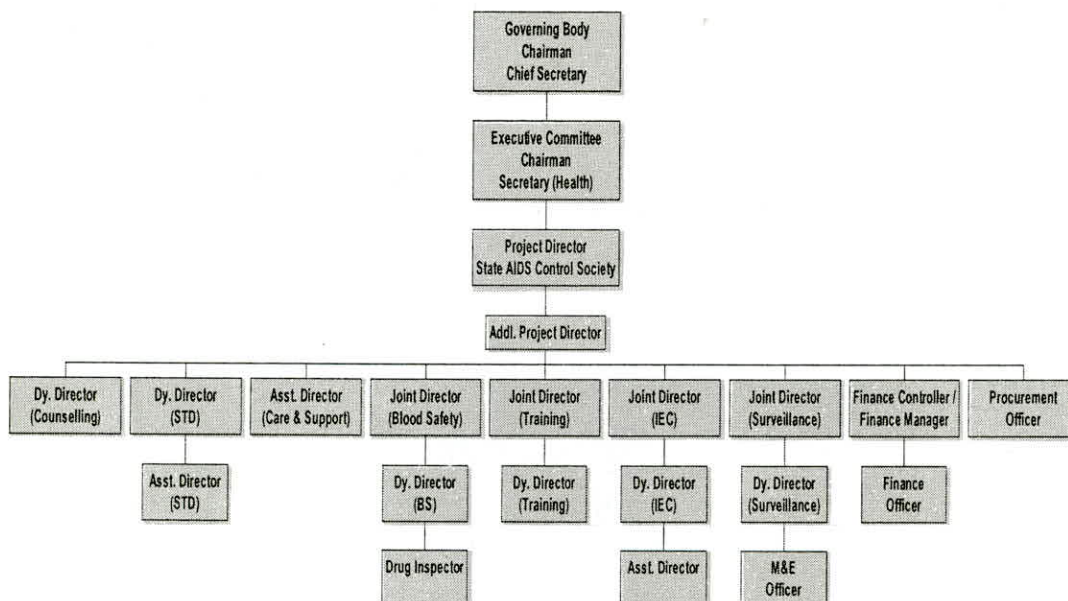 Governing Body
Chairman
Chief Secretary
Executive Committee
Chairman
Secretary (Health)
Project Director
State AIDS Control Society
Addl. Project Director
Dy. Director
(Counselling)
Dy. Director
(STD)
Asst. Director
(Care & Support)
Joint Director
(Blood Safety)
Joint Director
(Training)
Joint Director
(IEC)
Joint Director
(Surveillance)
Finance Controller /
Finance Manager
Procurement
Officer
Asst. Director
(STD)
Dy. Director
(BS)
Dy. Director
(Training)
Dy. Director
(IEC)
Dy. Director
(Surveillance)
Finance
Officer
Drug Inspector
Asst. Director
M&E
Officer